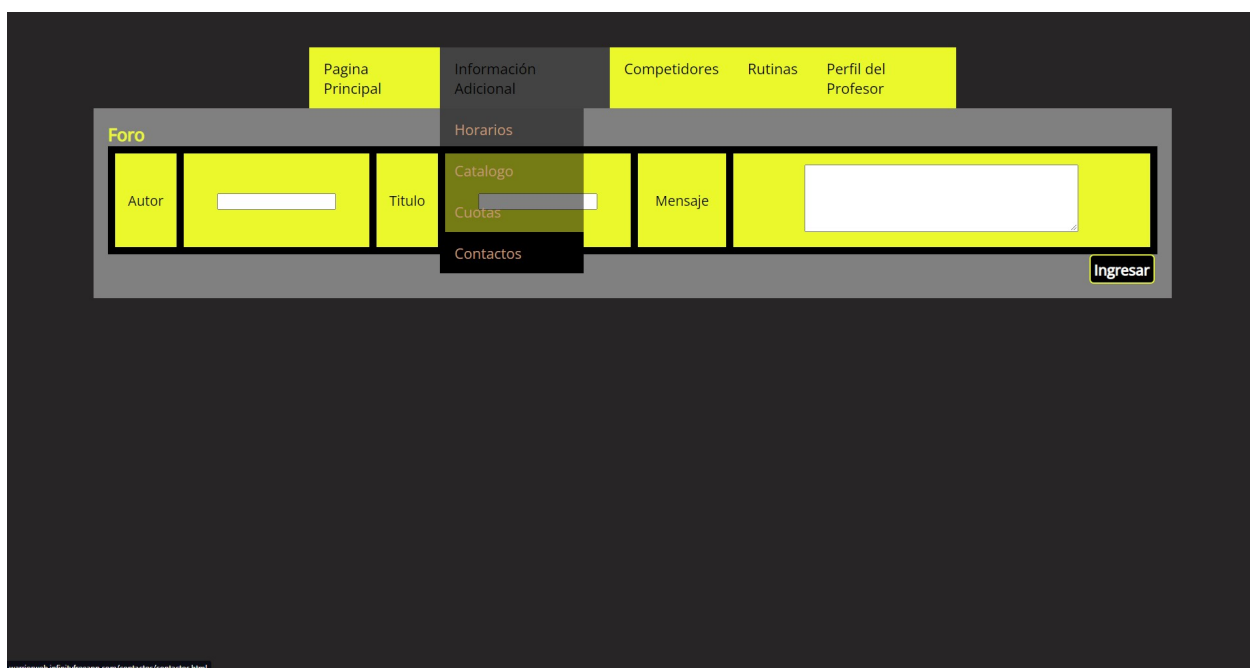 Pagina
Principal
Información
Adicional
Competidores
Rutinas
Perfil del
Profesor
Horarios
Catalogo
Cuotas
Contactos
Foro
Autor
Titulo
Mensaje
Ingresar